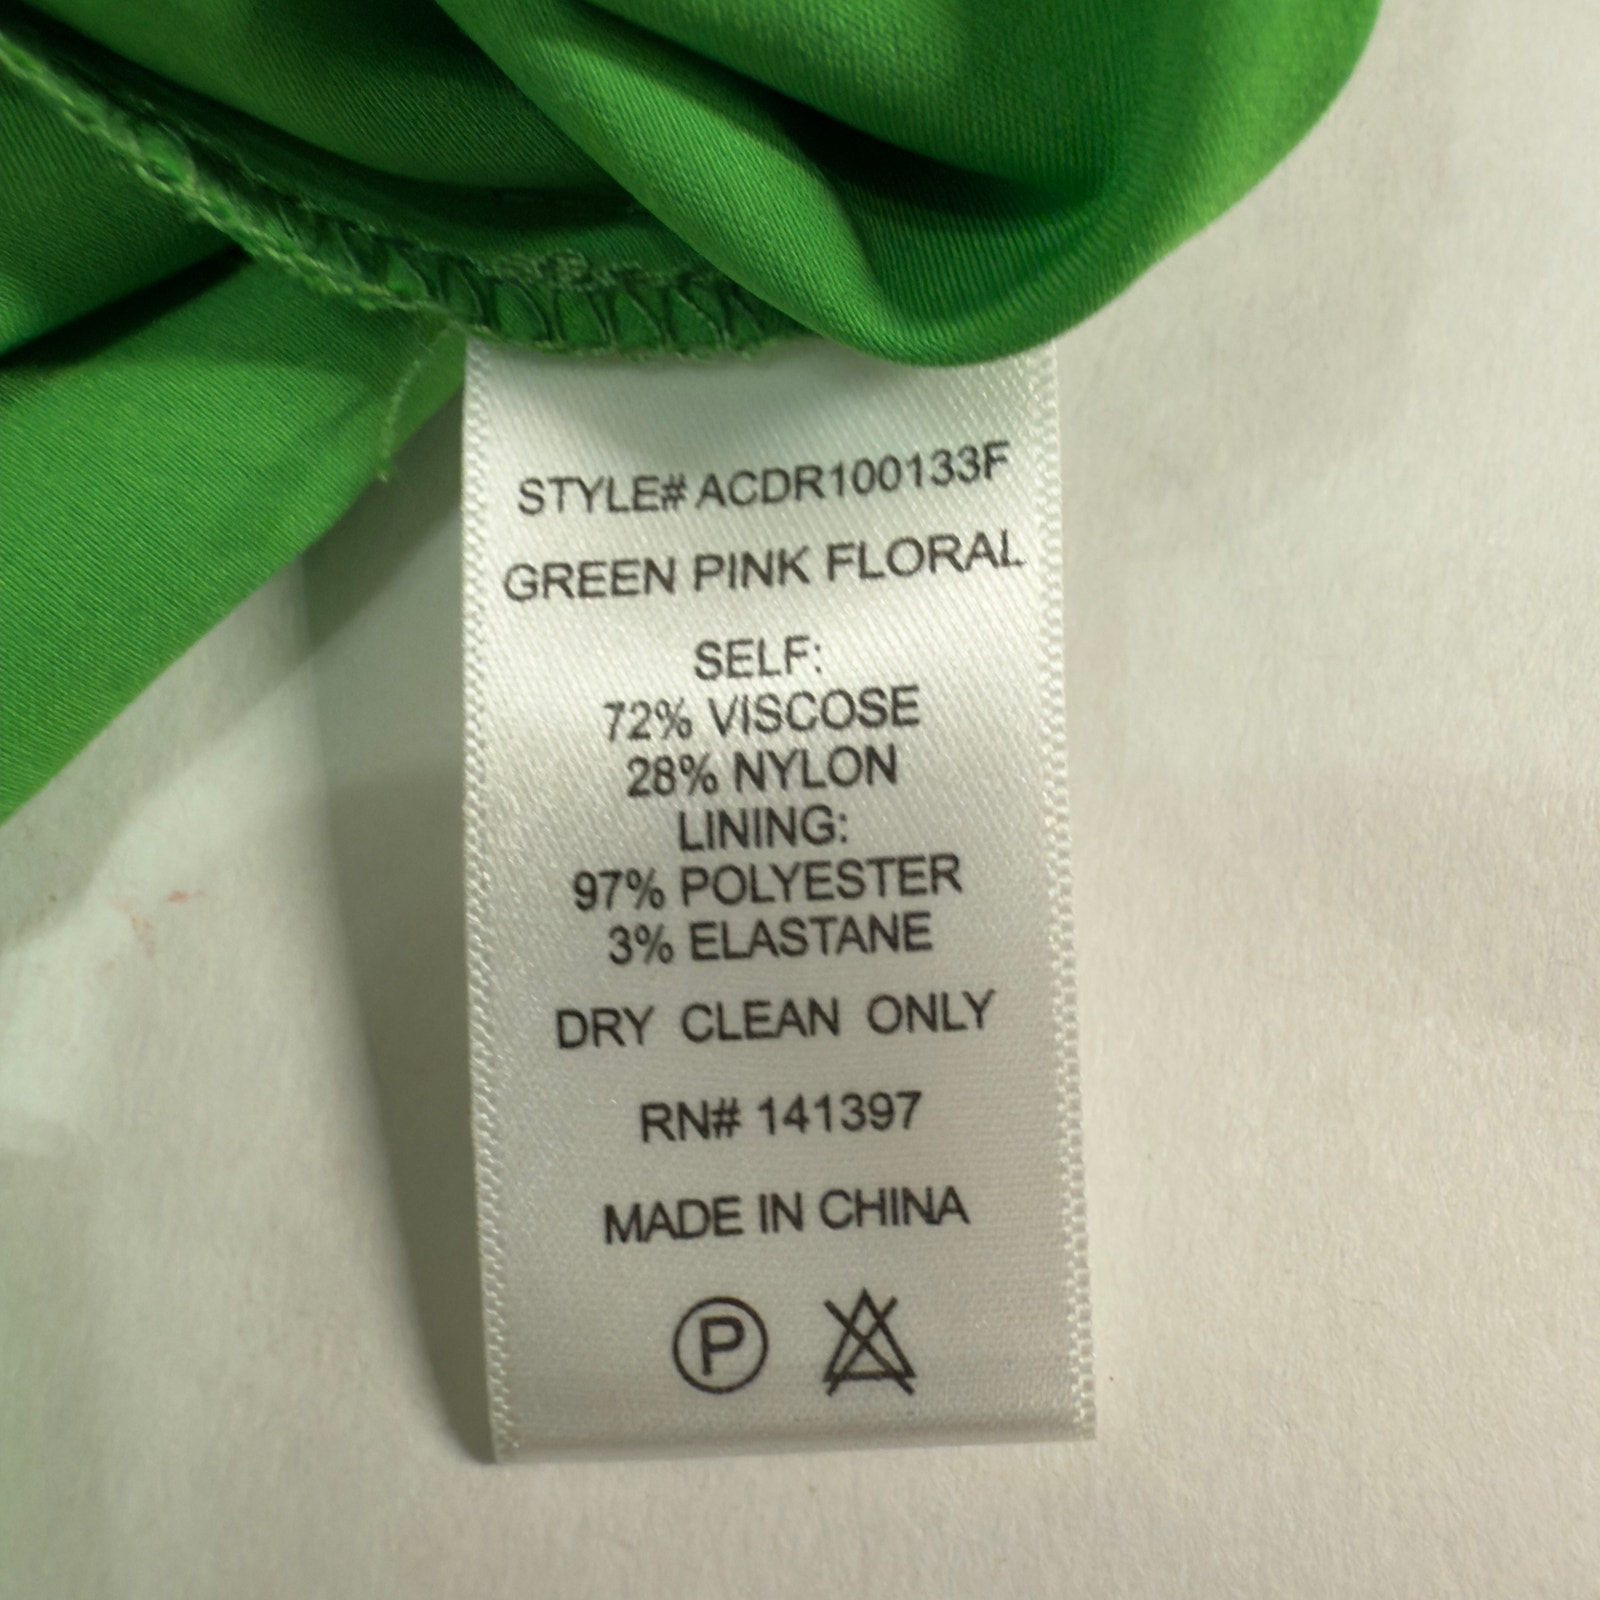 STYLE# ACDR100133F
GREEN PINK FLORAL
SELF:
72% VISCOSE
28% NYLON
LINING:
97% POLYESTER
3% ELASTANE
DRY CLEAN ONLY
RN# 141397
MADE IN CHINA
P